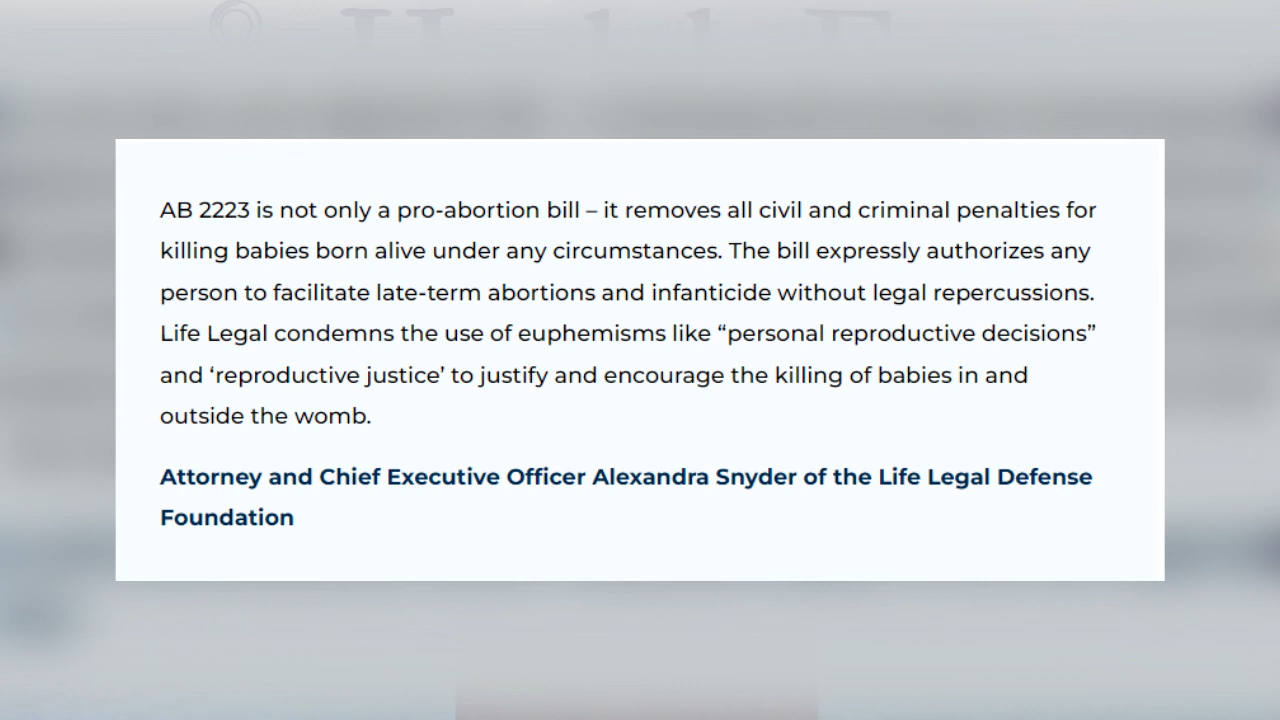 AB 2223 is not only a pro-abortion bill – it removes all civil and criminal penalties for
killing babies born alive under any circumstances. The bill expressly authorizes any
person to facilitate late-term abortions and infanticide without legal repercussions.
Life Legal condemns the use of euphemisms like “personal reproductive decisions”
and ‘reproductive justice’ to justify and encourage the killing of babies in and
outside the womb.
Attorney and Chief Executive Officer Alexandra Snyder of the Life Legal Defense
Foundation